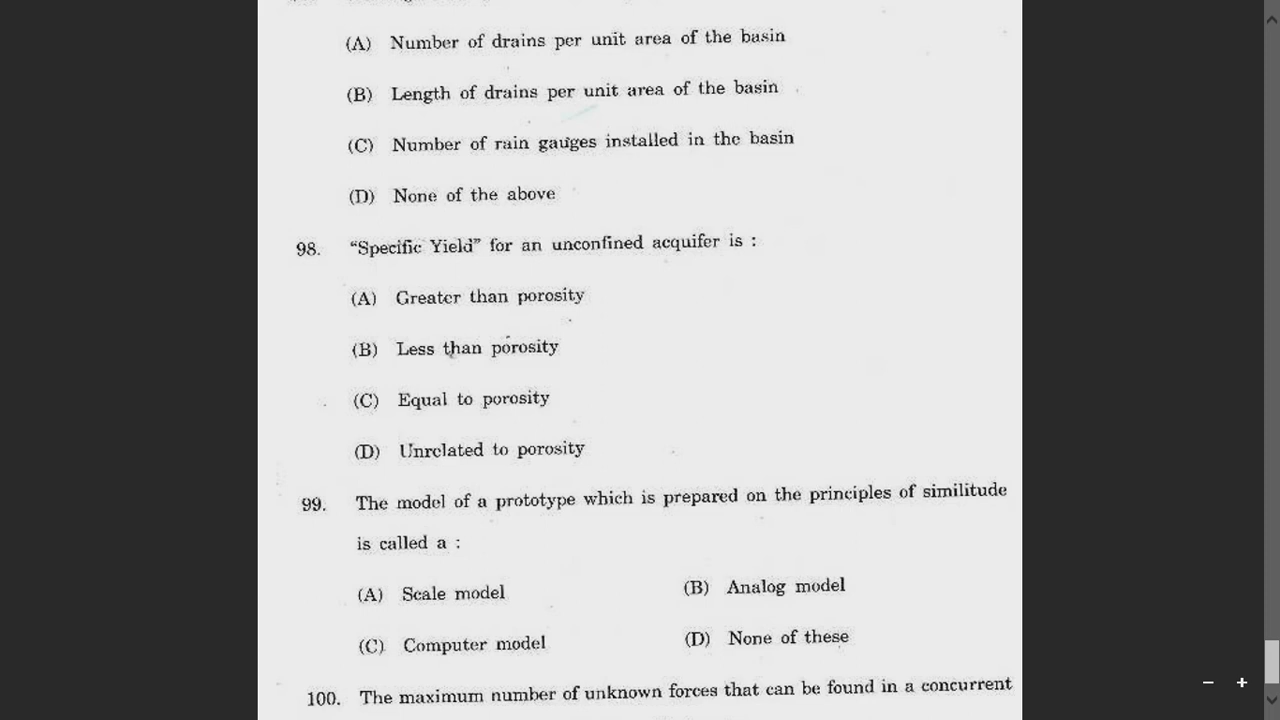 (A) Number of drains per unit area of the basin
(B) Length of drains per unit area of the basin
(C) Number of rain gauges installed in the basin
(D) None of the above
98. “Specific Yield” for an unconfined acquifer is :
(A) Greater than porosity
(B) Less than porosity
(C) Equal to porosity
(D) Unrelated to porosity
99. The model of a prototype which is prepared on the principles of similitude
is called a :
(A) Scale model (B) Analog model
(C) Computer model (D) None of these
100. The maximum number of unknown forces that can be found in a concurrent